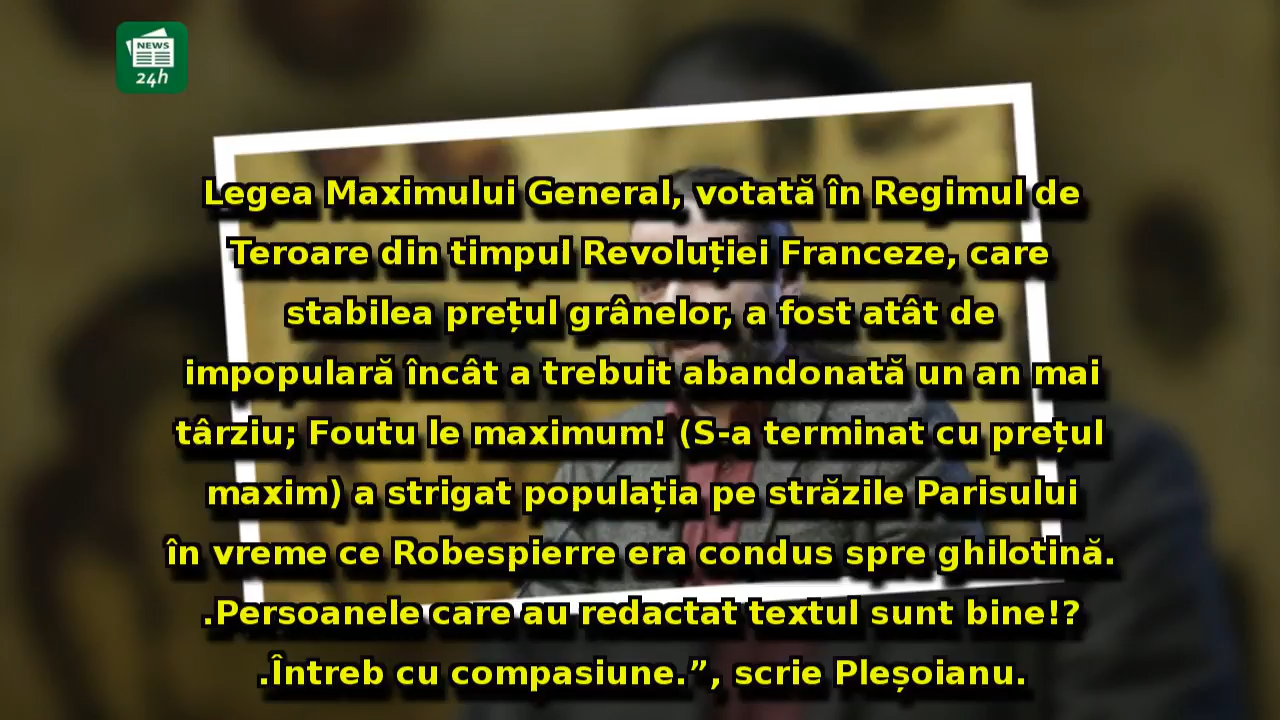 NEWS
24h
Legea Maximului General, votată în Regimul de
Teroare din timpul Revoluției Franceze, care
stabilea prețul grânelor, a fost atât de
impopulară încât a trebuit abandonată un an mai
târziu; Foutu le maximum! (S-a terminat cu prețul
maxim) a strigat populația pe străzile Parisului
în vreme ce Robespierre era condus spre ghilotină.
.Persoanele care au redactat textul sunt bine!?
.Întreb cu compasiune.”, scrie Pleșoianu.